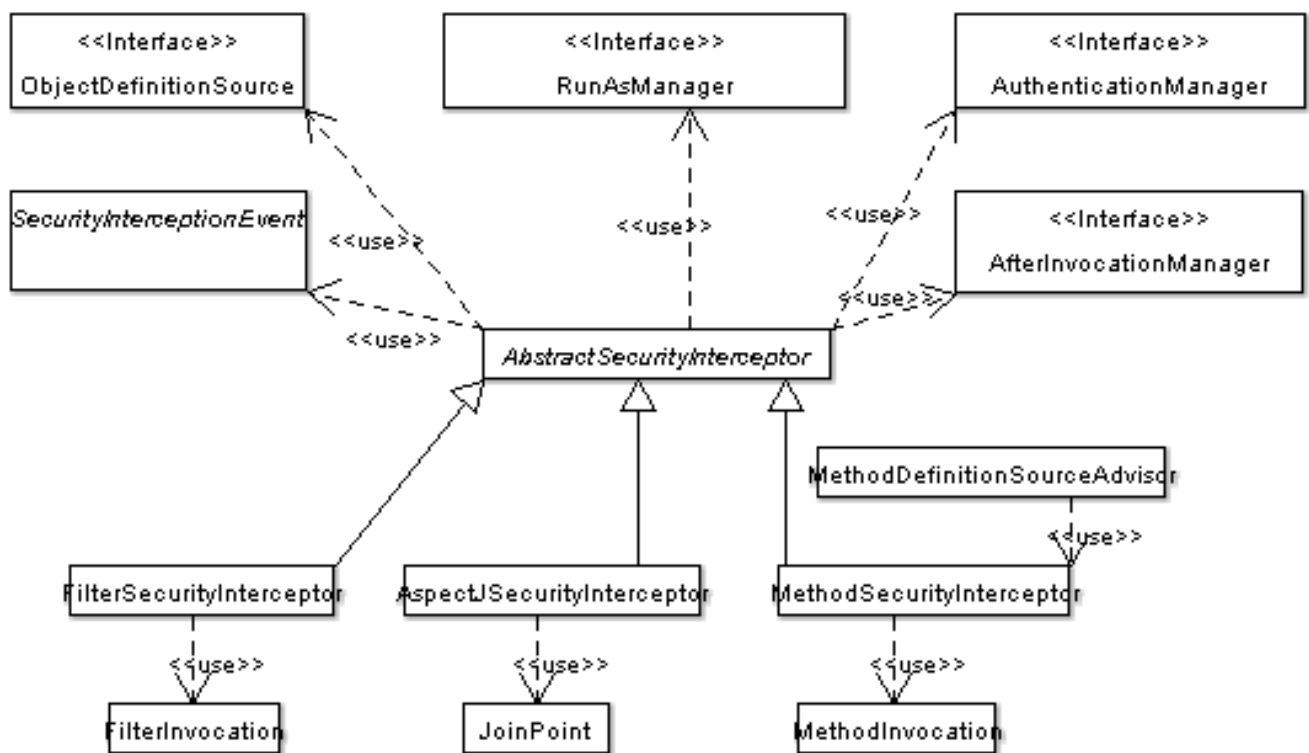 <<Interface>>
ObjectDefinitionSource
<<Interface>>
RunAsManager
<<Interface>>
AuthenticationManager
SecurityInterceptionEvent
<<use>>
<<use>>
<<use>>
<<Interface>>
AfterInvocationManager
<<use>>
<<use>>
AbstractSecurityInterceptor
MethodDefinitionSourceAdvisor
<<use>>
FilterSecurityInterceptor
AspectJSecurityInterceptor
MethodSecurityInterceptor
<<use>>
<<use>>
<<use>>
FilterInvocation
JoinPoint
MethodInvocation